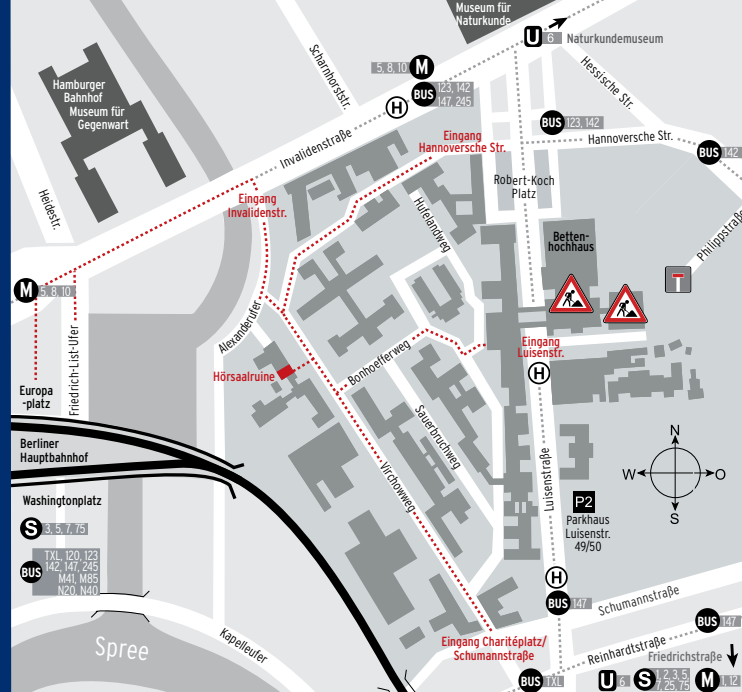 Museum für
Naturkunde
U 6 Naturkundemuseum
Scharnhorststr.
5, 8, 10 M
BUS 123, 142
147, 245
H
Hessische Str.
Hamburger
Bahnhof
Museum für
Gegenwart
Invalidenstraße
Eingang
Hannoversche Str.
BUS 123, 142
Hannoversche Str.
BUS 142
Heidestr.
Eingang
Invalidenstr.
Robert-Koch
Platz
Hufelandweg
Philippstraße
Betten-
hochhaus
M 5, 8, 10
Alexanderufer
Friedrich-List-Ufer
Hörsaalruine
Bonhoefferweg
Eingang
Luisenstr.
H
Europa
-platz
Sauerbruchweg
Berliner
Hauptbahnhof
Virchowweg
Luisenstraße
N
W O
S
Washingtonplatz
S 3, 5, 7, 75
BUS TXL, 120, 123
142, 147, 245
M41, M85
N20, N40
P2
Parkhaus
Luisenstr.
49/50
H
BUS 147
Schumannstraße
Spree
Kapelleufer
Eingang Charitéplatz/
Schumannstraße
Reinhardtstraße
BUS 147
Friedrichstraße
BUS TXL
U 6 S 1, 2, 3, 5
7, 25, 75 M 1, 12